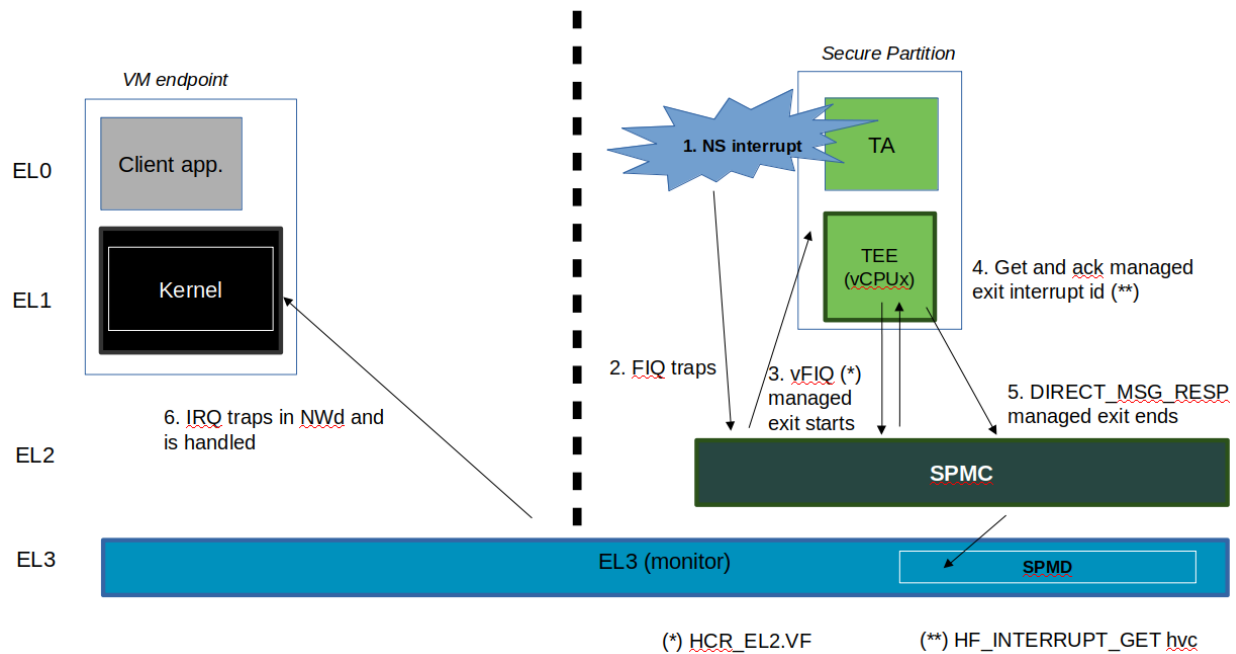 Secure Partition
VM endpoint
Client app.
1. NS interrupt
TA
EL0
Kernel
TEE
(vCPUx)
4. Get and ack managed
exit interrupt id (**)
EL1
2. FIQ traps
3. vFIQ (*)
managed
exit starts
5. DIRECT_MSG_RESP
managed exit ends
6. IRQ traps in NWd and
is handled
EL2
SPMC
EL3
EL3 (monitor)
SPMD
(*) HCR_EL2.VF
(**) HF_INTERRUPT_GET hvc